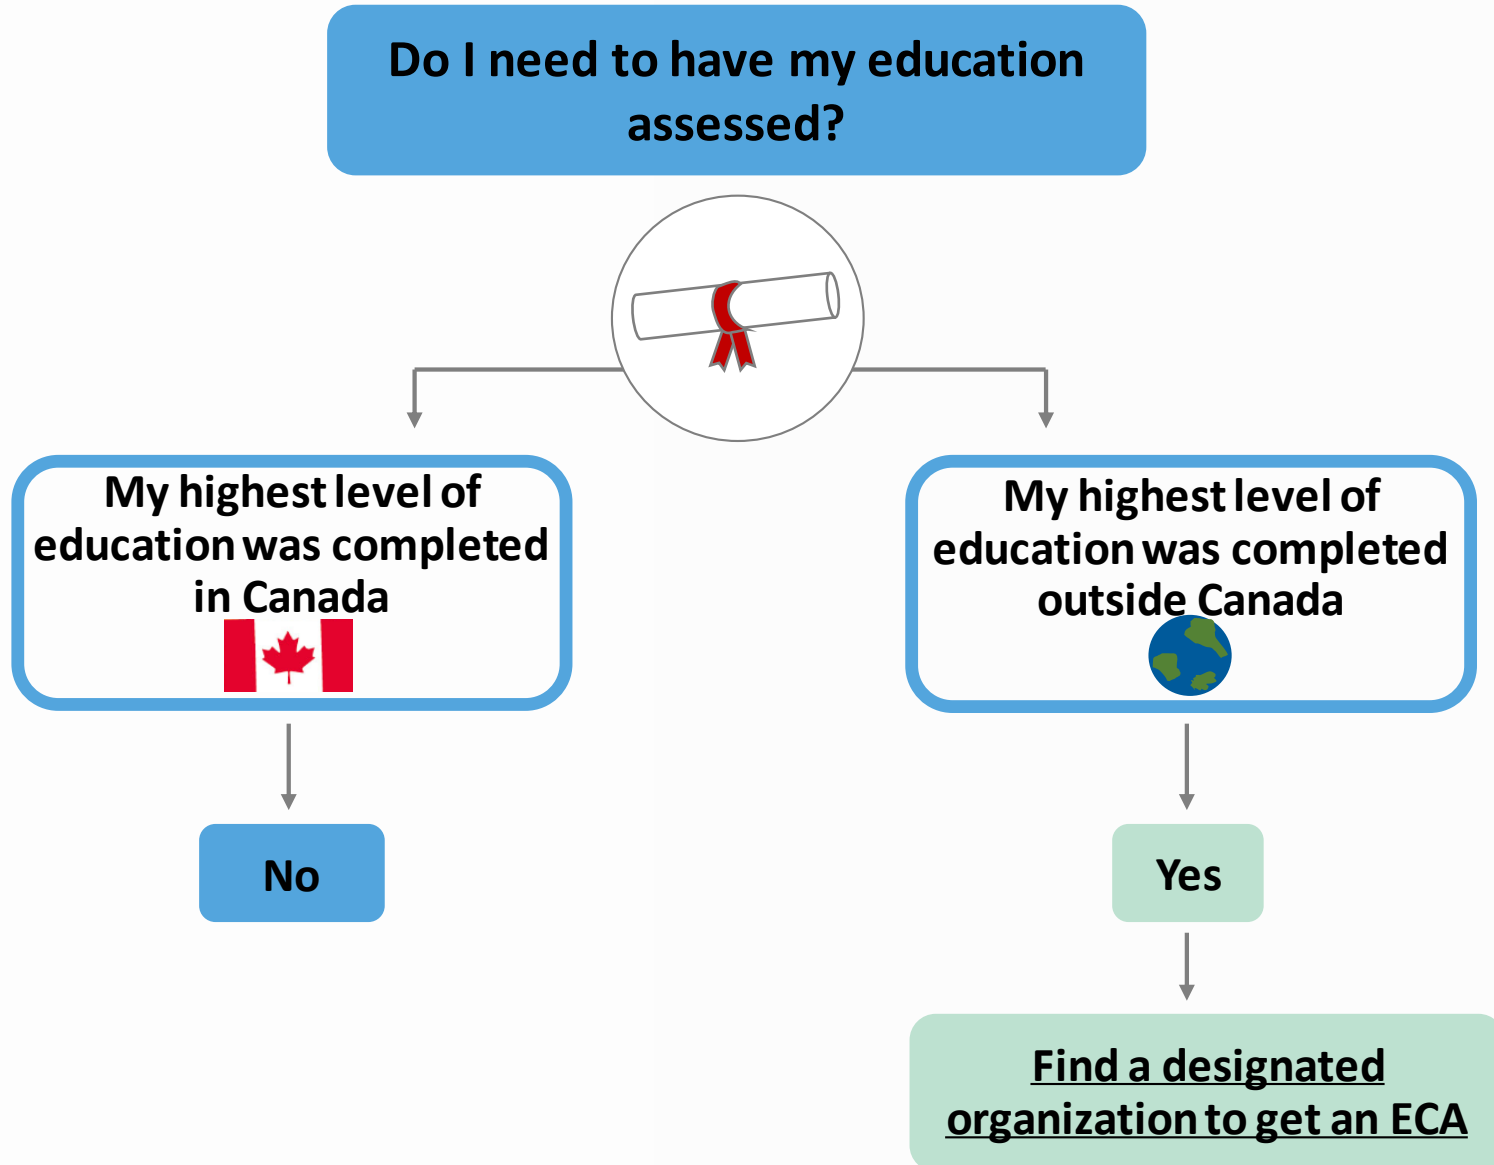 Do I need to have my education
assessed?
My highest level of
education was completed
in Canada
My highest level of
education was completed
outside Canada
No
Yes
Find a designated
organization to get an ECA